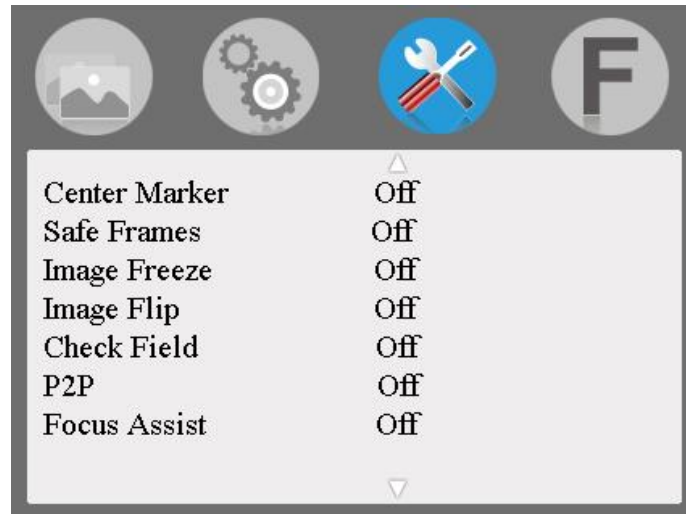 F
Center Marker Off
Safe Frames Off
Image Freeze Off
Image Flip Off
Check Field Off
P2P Off
Focus Assist Off